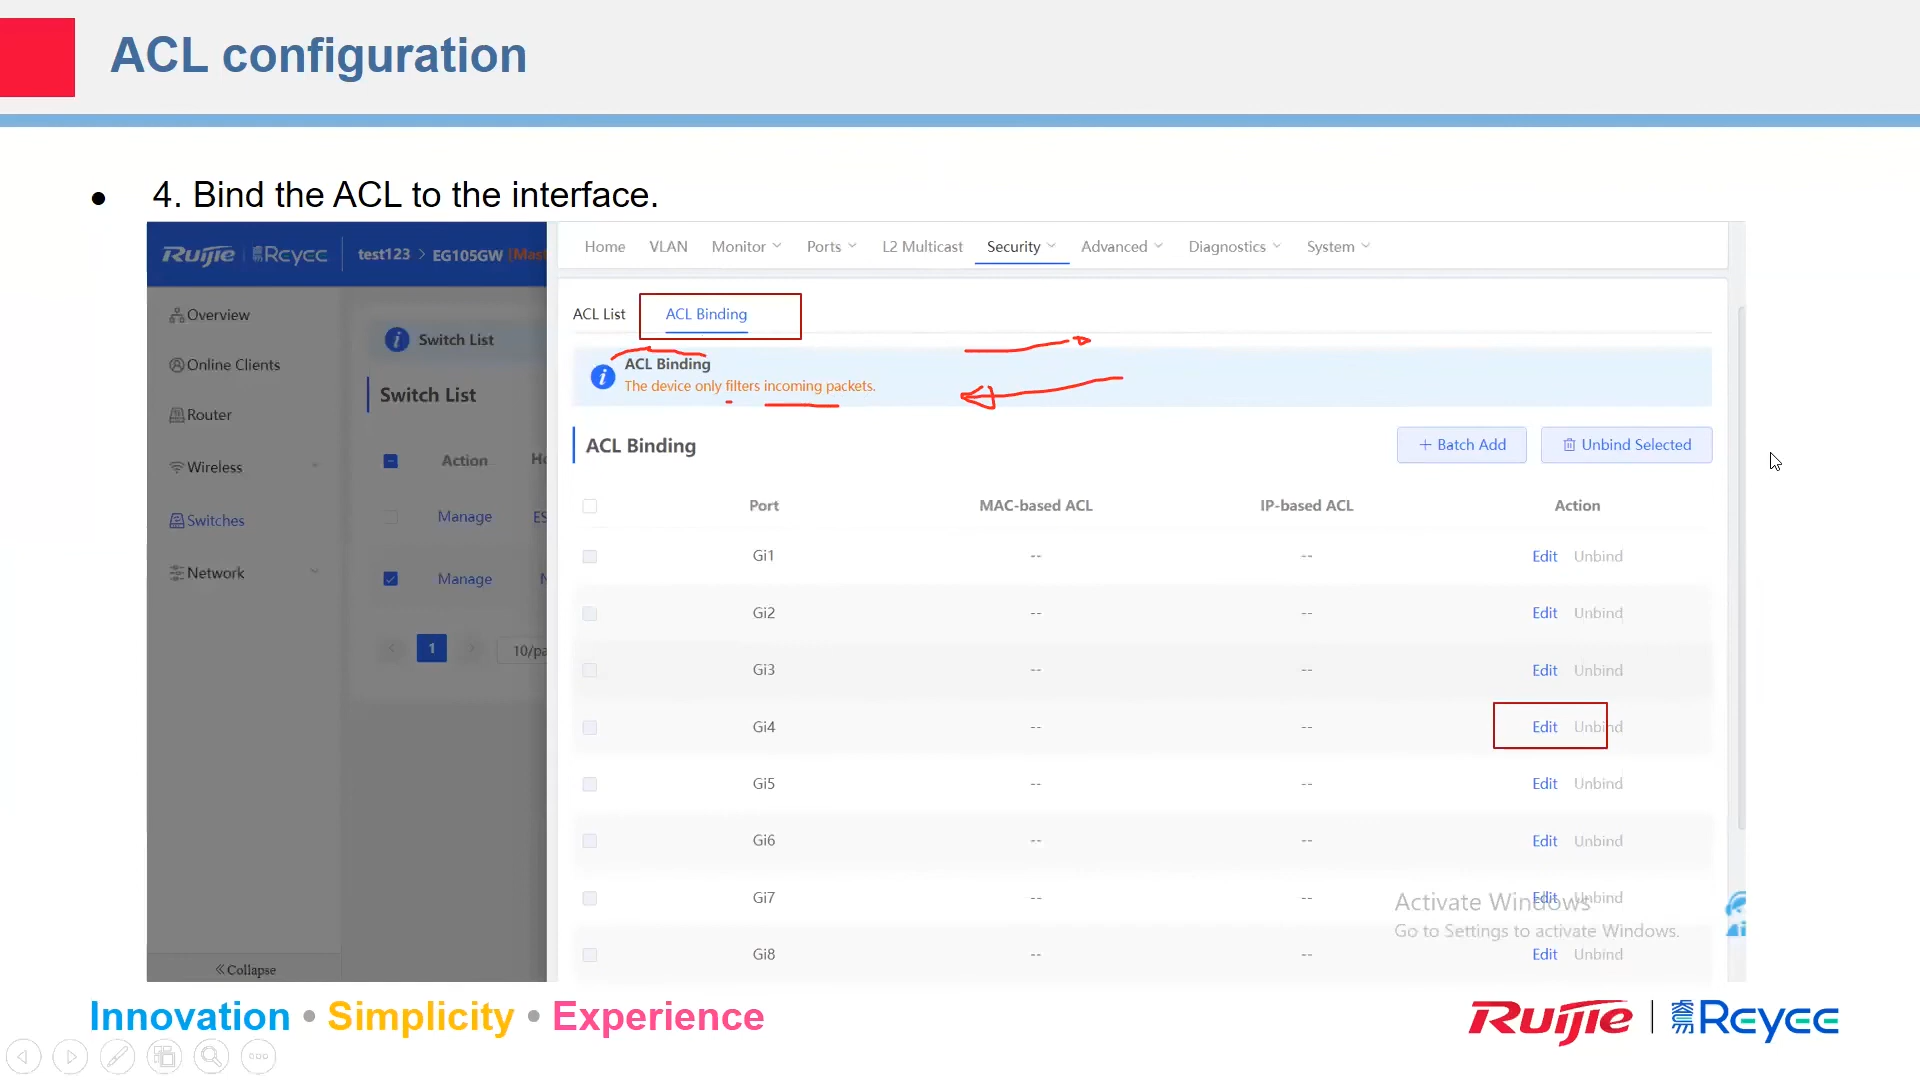 ACL configuration
● 4. Bind the ACL to the interface.
Ruijie Reyee test123 > EG105GW
Home VLAN Monitor Ports L2 Multicast Security Advanced Diagnostics System
Overview
Online Clients
Router
Wireless
Switches
Network
« Collapse
Switch List
Switch List
Action
Manage
Manage
1 10/pa
ACL List ACL Binding
ACL Binding
The device only filters incoming packets.
ACL Binding + Batch Add Unbind Selected
Port MAC-based ACL IP-based ACL Action
Gi1 -- -- Edit Unbind
Gi2 -- -- Edit Unbind
Gi3 -- -- Edit Unbind
Gi4 -- -- Edit Unbind
Gi5 -- -- Edit Unbind
Gi6 -- -- Edit Unbind
Gi7 -- -- Edit Unbind
Gi8 -- -- Edit Unbind
Activate Windows
Go to Settings to activate Windows.
Innovation • Simplicity • Experience
Ruijie | Reyee